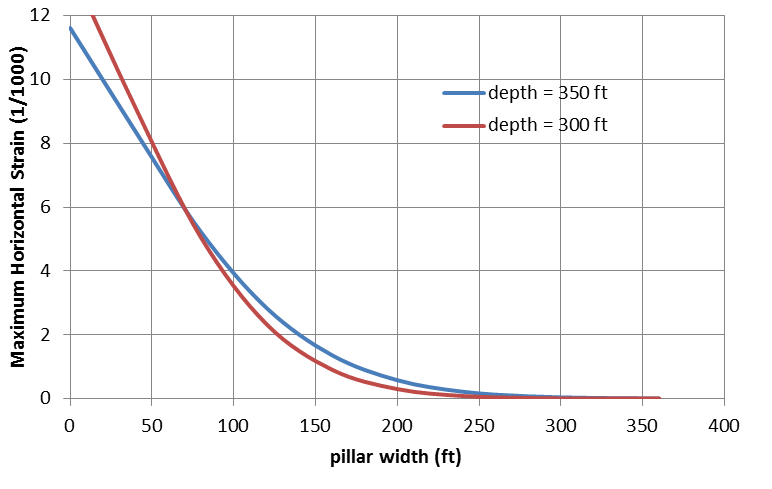 Maximum Horizontal Strain (1/1000)
12
10
8
6
4
2
0
depth = 350 ft
depth = 300 ft
0 50 100 150 200 250 300 350 400
pillar width (ft)